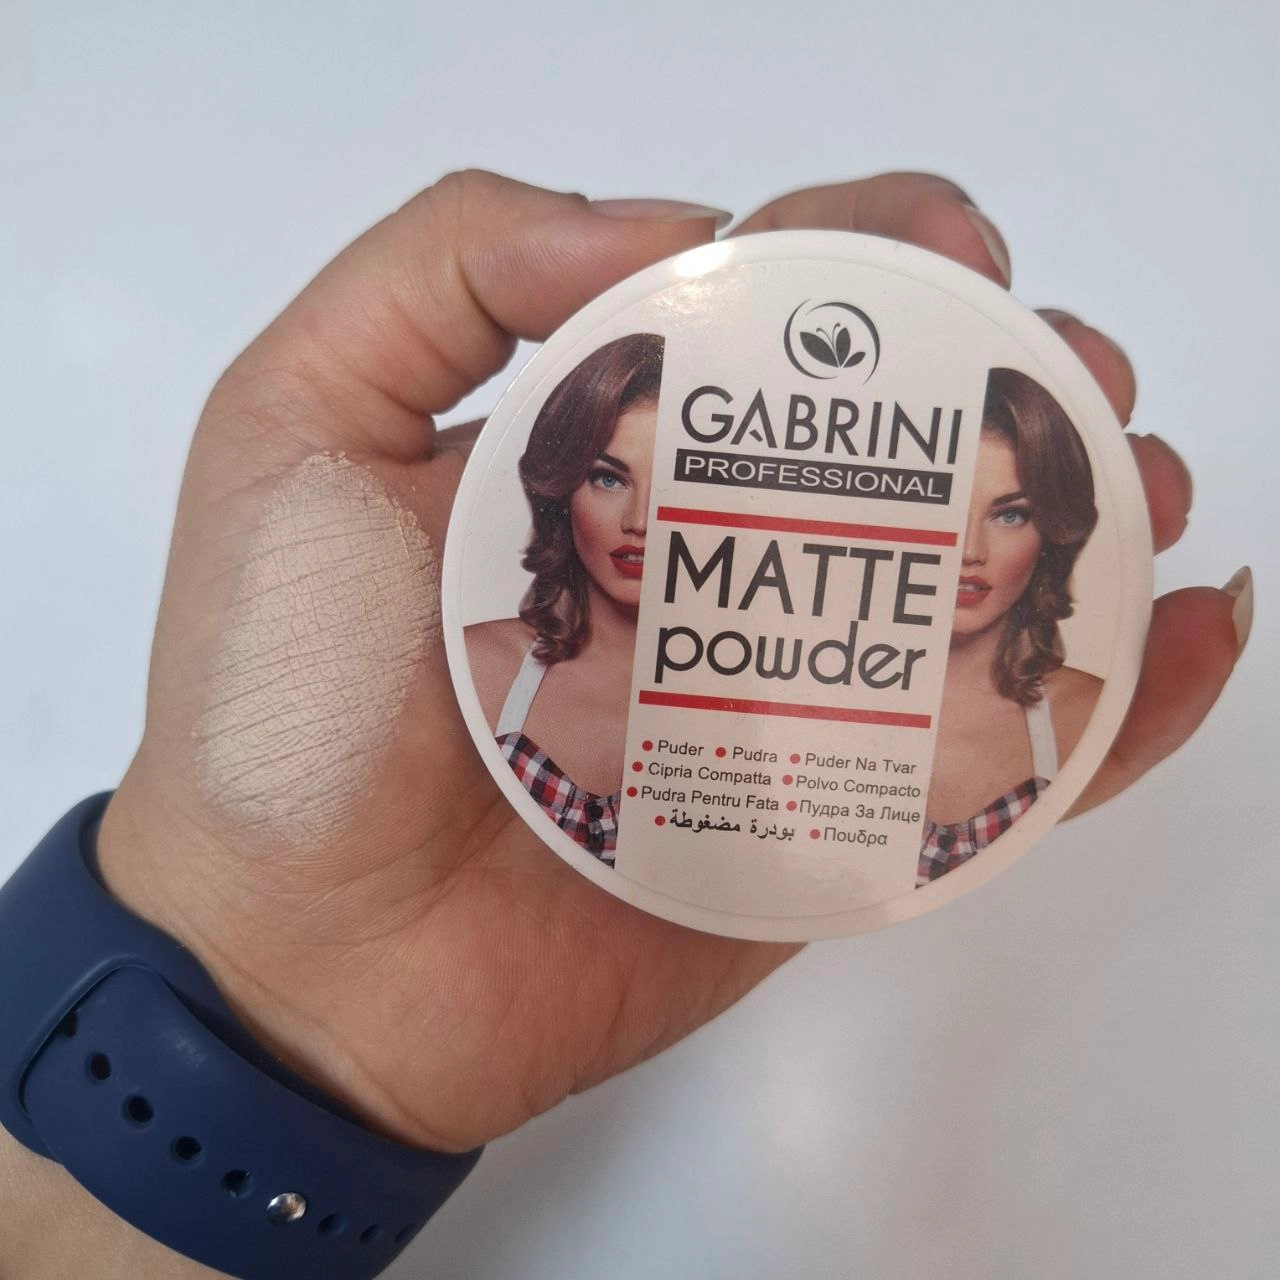 GABRINI
PROFESSIONAL
MATTE
powder
• Puder • Pudra • Puder Na Tvar
• Cipria Compatta • Polvo Compacto
• Pudra Pentru Fata • Пудра За Лице
• بودرة مضغوطة • Πουδρα